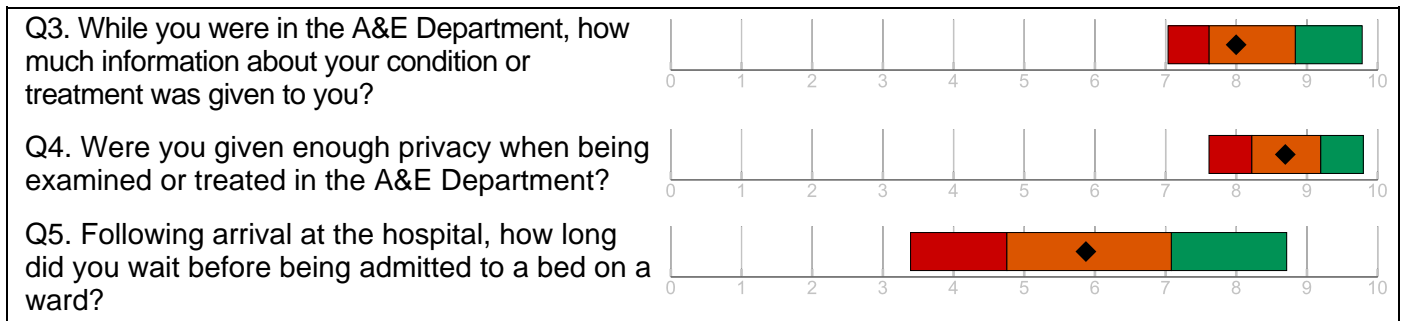 Q3. While you were in the A&E Department, how
much information about your condition or
treatment was given to you?
0 1 2 3 4 5 6 7 8 9 10
Q4. Were you given enough privacy when being
examined or treated in the A&E Department?
0 1 2 3 4 5 6 7 8 9 10
Q5. Following arrival at the hospital, how long
did you wait before being admitted to a bed on a
ward?
0 1 2 3 4 5 6 7 8 9 10